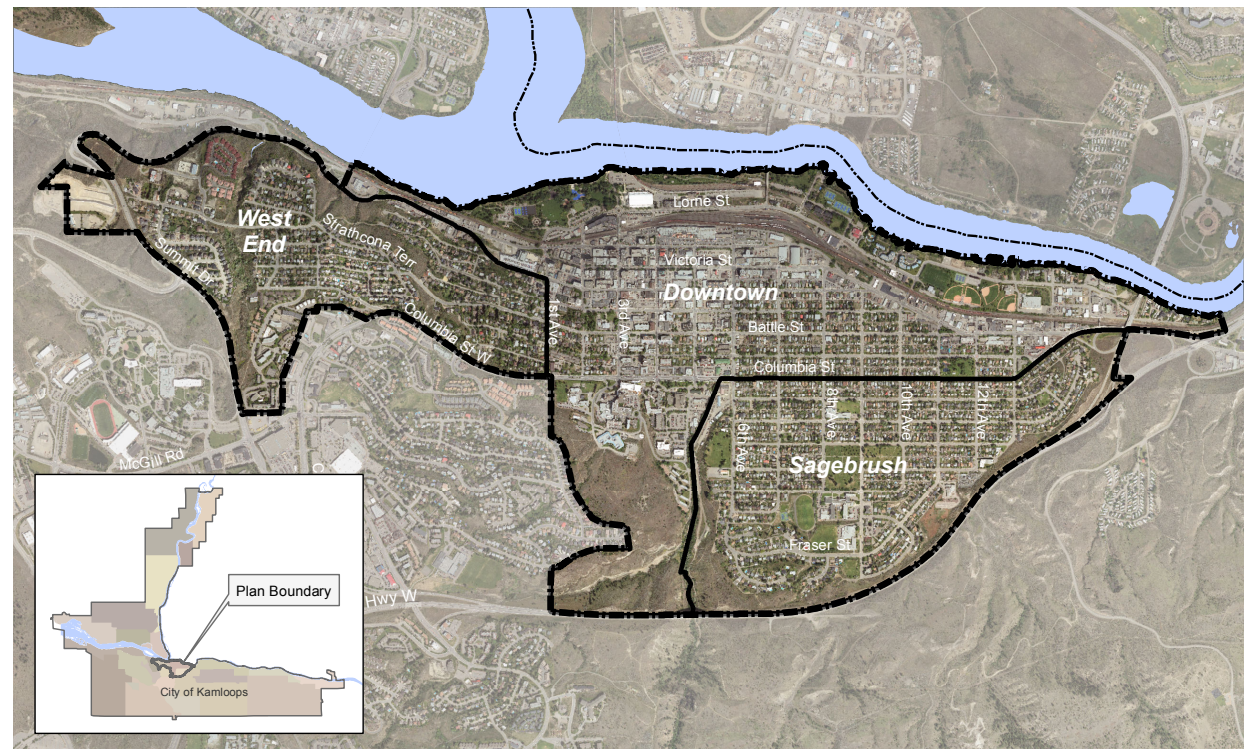 Lorne St
West
End
Strathcona Terr
Summit Dr
Victoria St
Downtown
1st Ave
3rd Ave
Battle St
Columbia St W
Columbia St
6th Ave
8th Ave
10th Ave
12th Ave
McGill Rd
Sagebrush
Fraser St
Hwy W
Plan Boundary
City of Kamloops